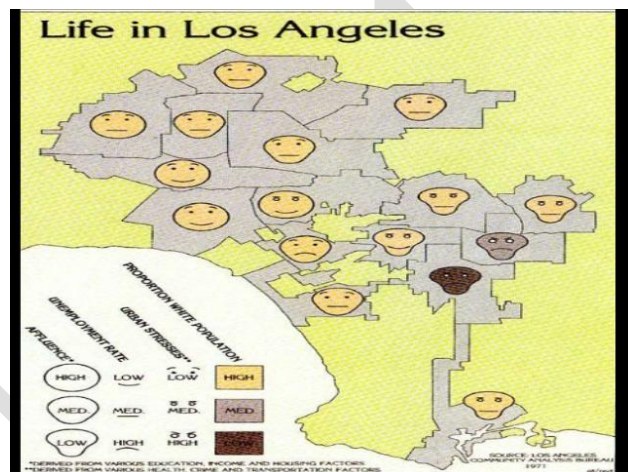 Life in Los Angeles
AFFLUENCE*
UNEMPLOYMENT RATE
URBAN STRESSES**
PROPORTION WHITE POPULATION
HIGH LOW LOW HIGH
MED. MED. MED. MED.
LOW HIGH HIGH LOW
*DERIVED FROM VARIOUS EDUCATION, INCOME AND HOUSING FACTORS
**DERIVED FROM VARIOUS HEALTH, CRIME AND TRANSPORTATION FACTORS
SOURCE: LOS ANGELES
COMMUNITY ANALYSIS BUREAU
1971